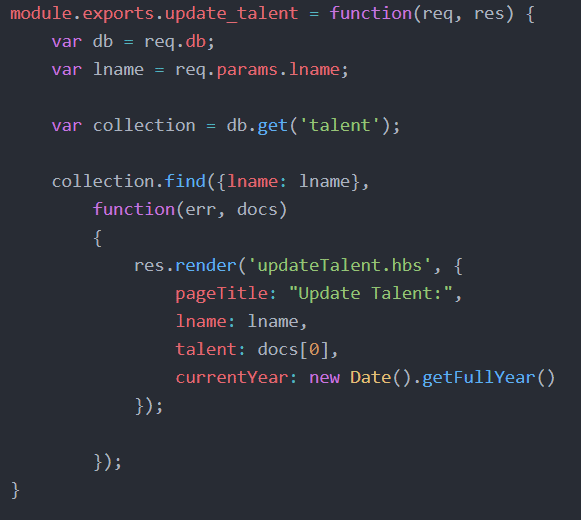 module.exports.update_talent = function(req, res) {
    var db = req.db;
    var lname = req.params.lname;

    var collection = db.get('talent');

    collection.find({lname: lname},
        function(err, docs)
        {
            res.render('updateTalent.hbs', {
                pageTitle: "Update Talent:",
                lname: lname,
                talent: docs[0],
                currentYear: new Date().getFullYear()
            });

        });
}